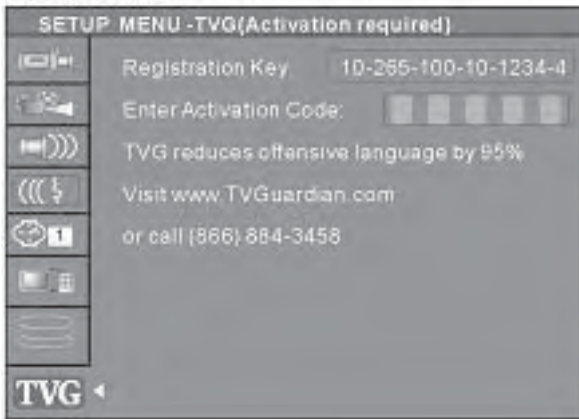 SETUP MENU -TVG(Activation required)
Registration Key 10-265-100-10-1234-4
Enter Activation Code:
TVG reduces offensive language by 95%
Visit www.TVGuardian.com
or call (866) 884-3458
1
TVG